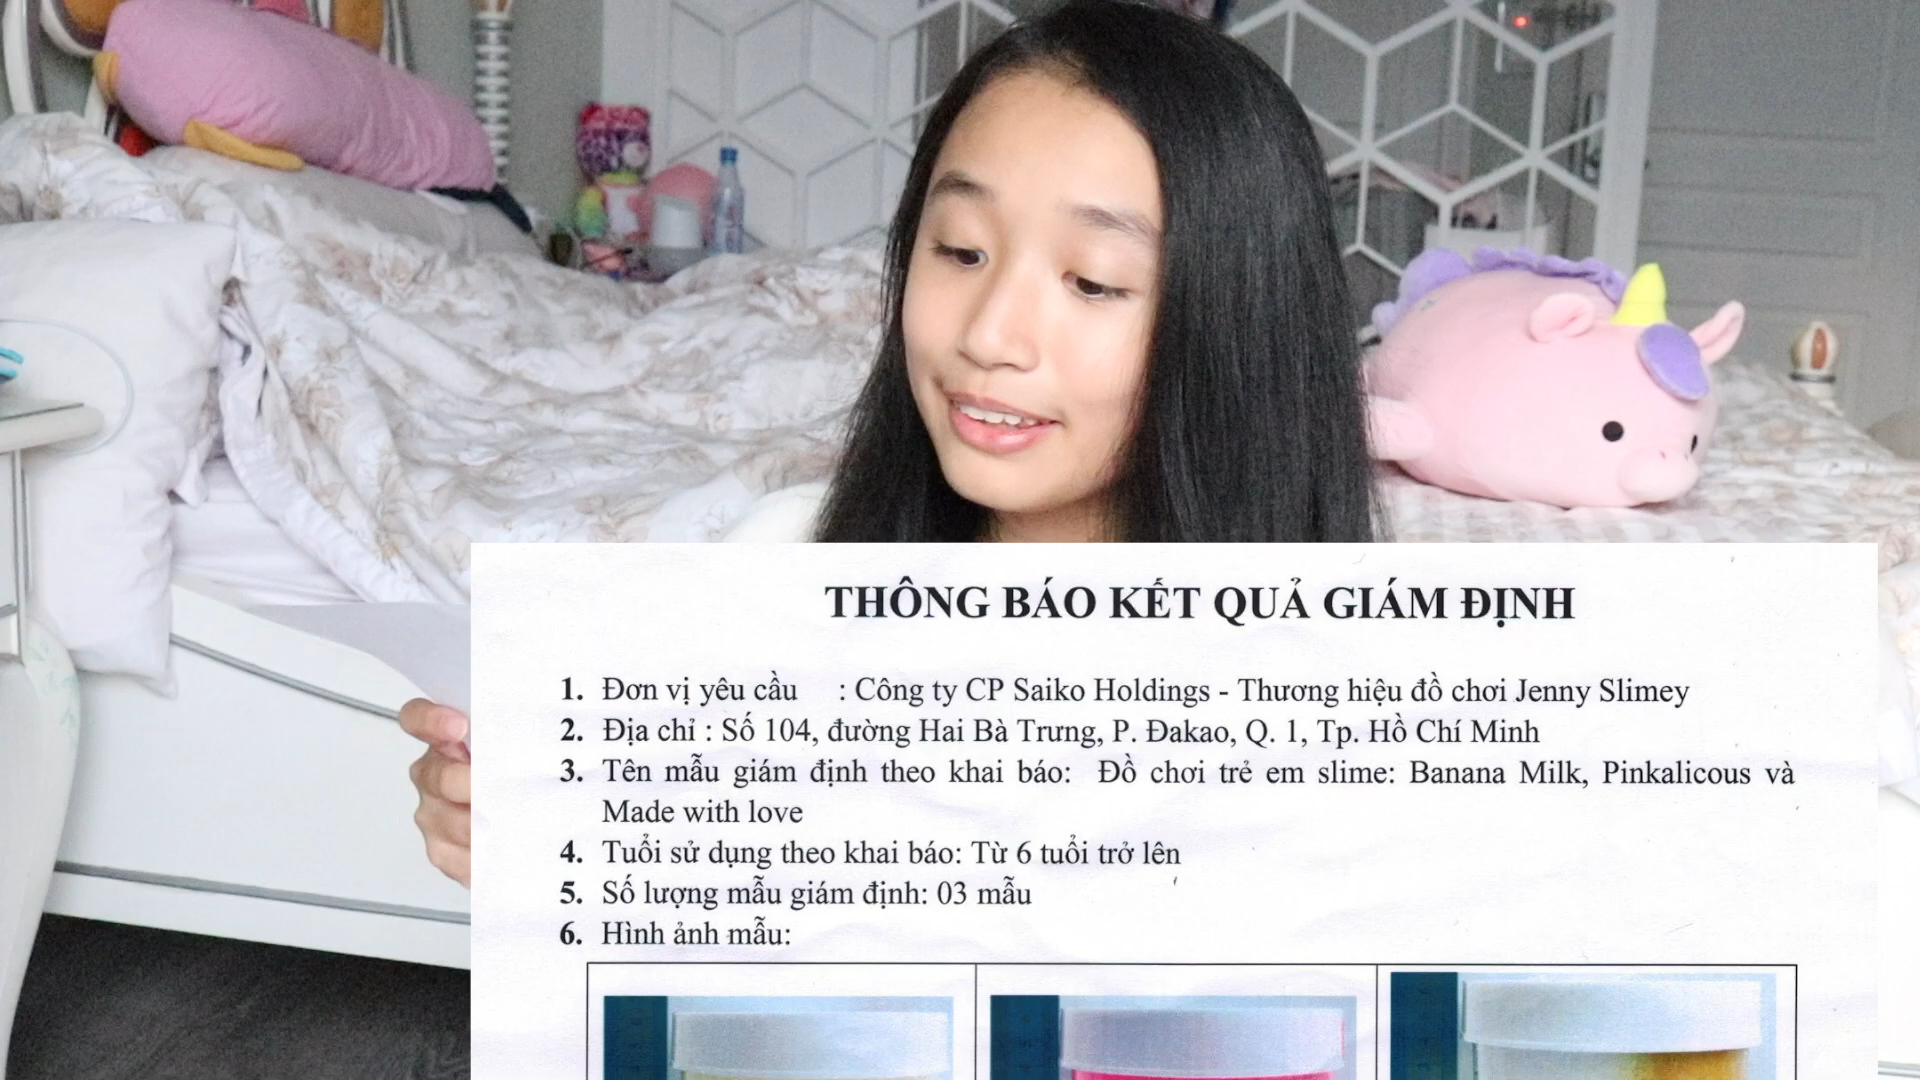 THÔNG BÁO KẾT QUẢ GIÁM ĐỊNH
1. Đơn vị yêu cầu : Công ty CP Saiko Holdings - Thương hiệu đồ chơi Jenny Slimey
2. Địa chỉ : Số 104, đường Hai Bà Trưng, P. Đakao, Q. 1, Tp. Hồ Chí Minh
3. Tên mẫu giám định theo khai báo: Đồ chơi trẻ em slime: Banana Milk, Pinkalicous và
Made with love
4. Tuổi sử dụng theo khai báo: Từ 6 tuổi trở lên
5. Số lượng mẫu giám định: 03 mẫu
6. Hình ảnh mẫu: